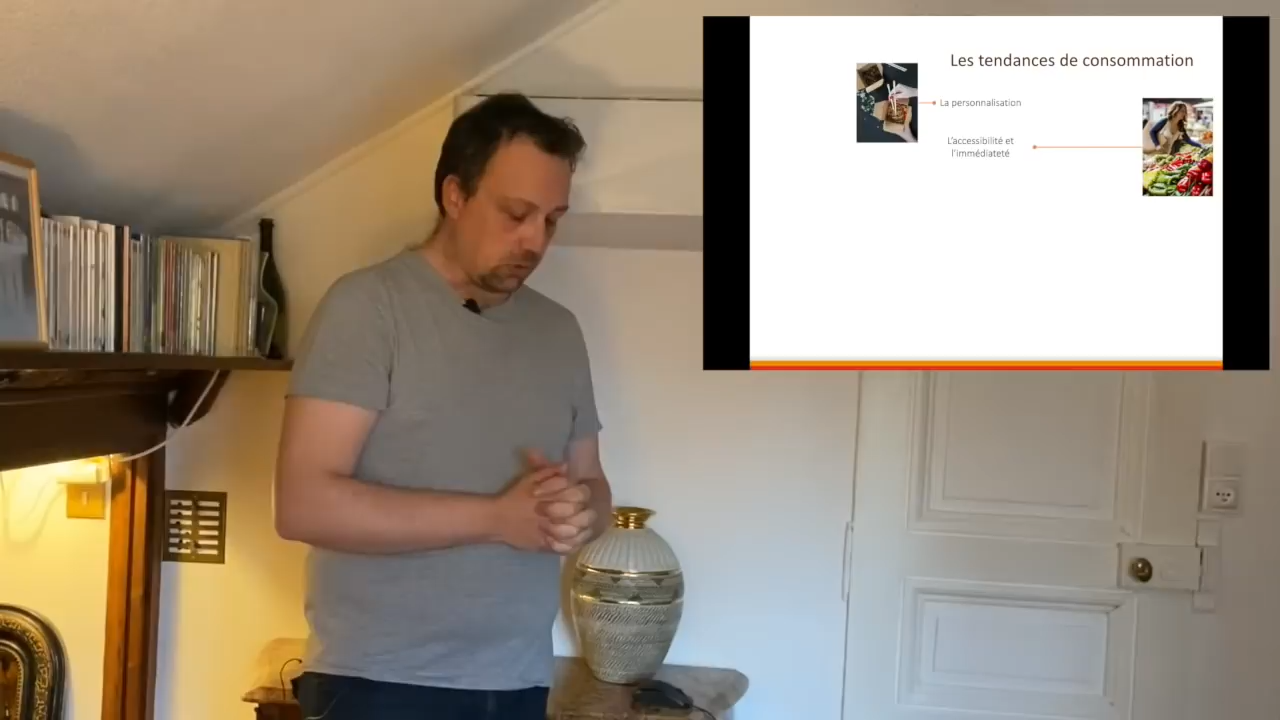 Les tendances de consommation
La personnalisation
L'accessibilité et
l'immédiateté